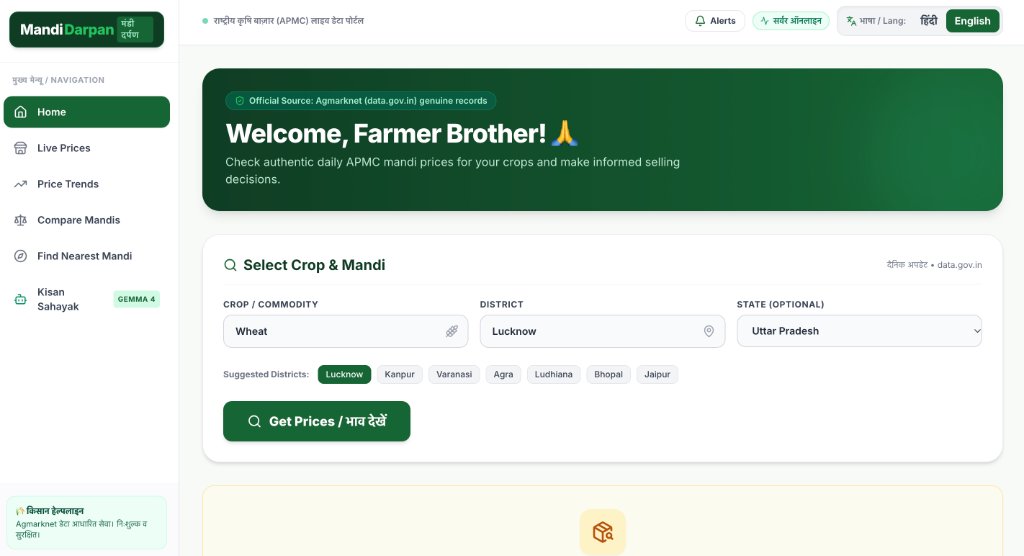 MandiDarpan मंडी दर्पण
मुख्य मेन्यू / NAVIGATION
Home
Live Prices
Price Trends
Compare Mandis
Find Nearest Mandi
Kisan Sahayak
GEMMA 4
किसान हेल्पलाइन
Agmarknet डेटा आधारित सेवा। निःशुल्क व
सुरक्षित।
राष्ट्रीय कृषि बाज़ार (APMC) लाइव डेटा पोर्टल
Alerts
सर्वर ऑनलाइन
भाषा / Lang:
हिंदी
English
Official Source: Agmarknet (data.gov.in) genuine records
Welcome, Farmer Brother! 🙏
Check authentic daily APMC mandi prices for your crops and make informed selling
decisions.
Select Crop & Mandi
दैनिक अपडेट • data.gov.in
CROP / COMMODITY
Wheat
DISTRICT
Lucknow
STATE (OPTIONAL)
Uttar Pradesh
Suggested Districts: Lucknow Kanpur Varanasi Agra Ludhiana Bhopal Jaipur
Get Prices / भाव देखें